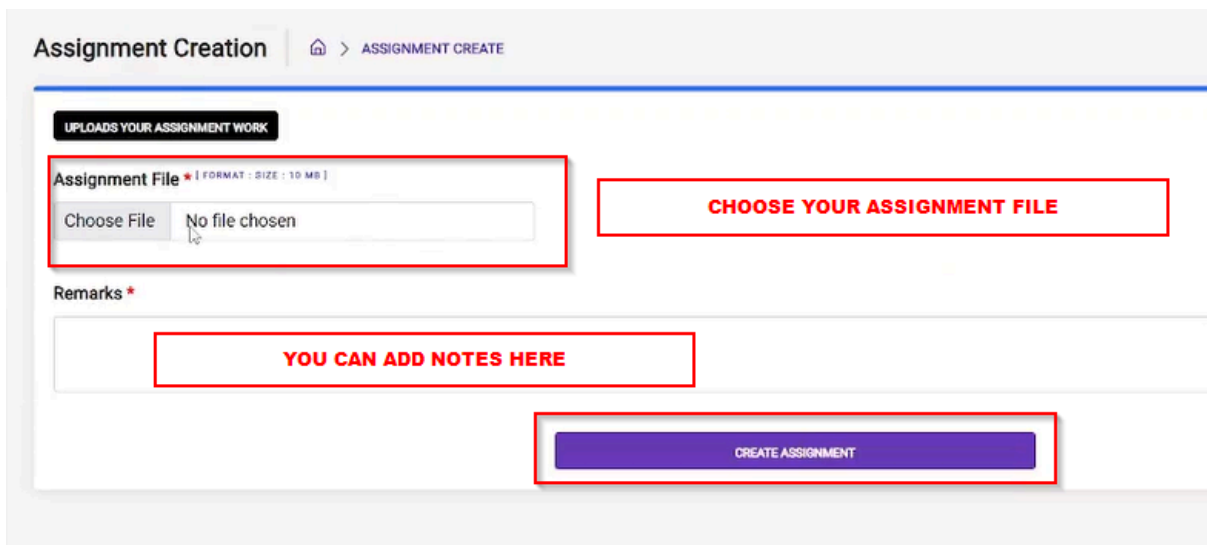 Assignment Creation > ASSIGNMENT CREATE
UPLOADS YOUR ASSIGNMENT WORK
Assignment File * [ FORMAT : SIZE : 10 MB ]
Choose File No file chosen
CHOOSE YOUR ASSIGNMENT FILE
Remarks *
YOU CAN ADD NOTES HERE
CREATE ASSIGNMENT